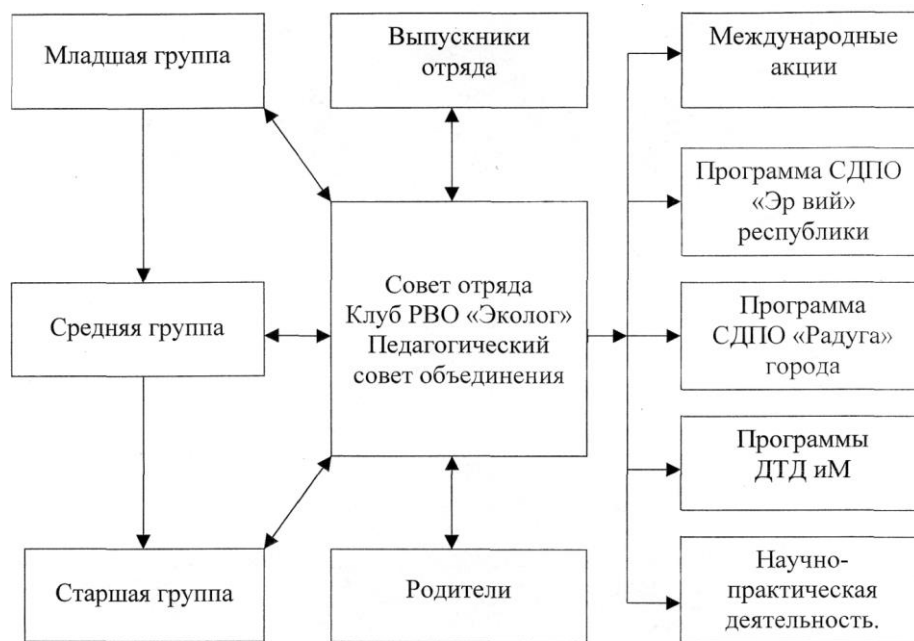 Младшая группа
Выпускники
отряда
Международные
акции
Программа СДПО
«Эр вий»
республики
Средняя группа
Совет отряда
Клуб РВО «Эколог»
Педагогический
совет объединения
Программа
СДПО «Радуга»
города
Программы
ДТД иМ
Старшая группа
Родители
Научно-
практическая
деятельность.